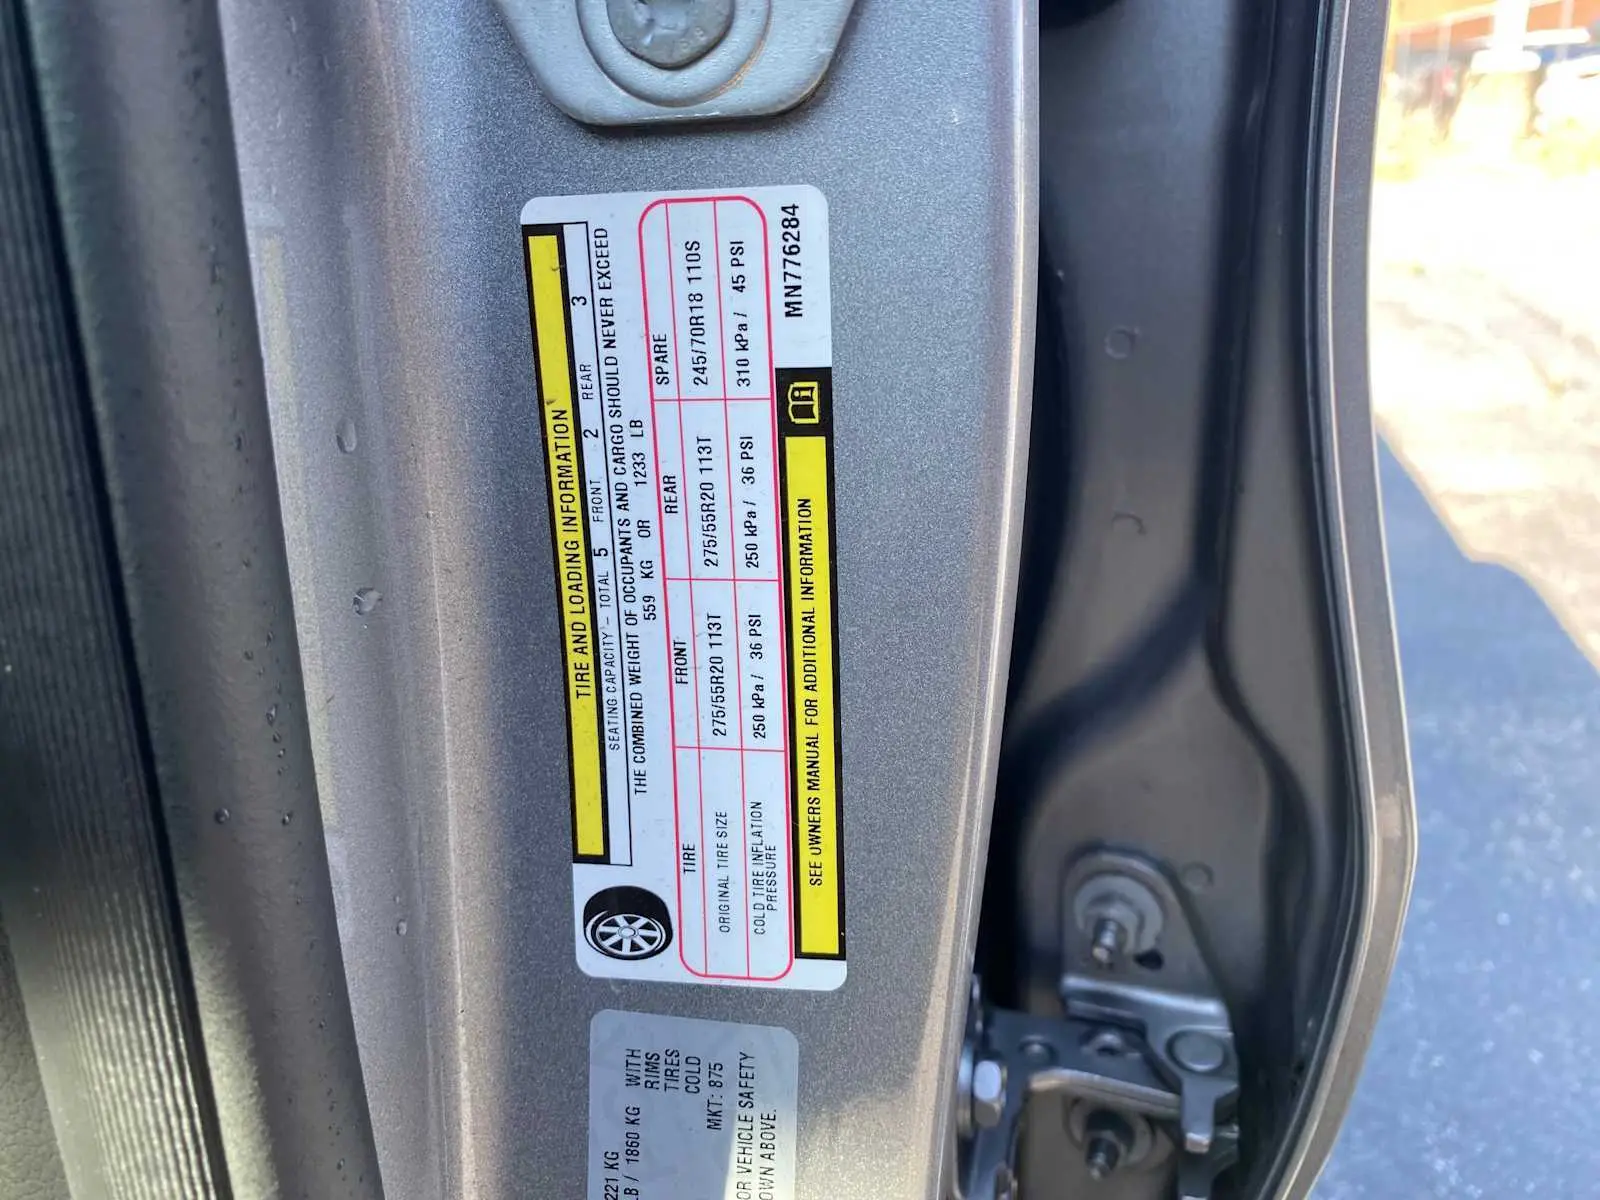 TIRE AND LOADING INFORMATION
SEATING CAPACITY - TOTAL 5 FRONT 2 REAR 3
THE COMBINED WEIGHT OF OCCUPANTS AND CARGO SHOULD NEVER EXCEED
559 KG OR 1233 LB
TIRE FRONT REAR SPARE
ORIGINAL TIRE SIZE 275/55R20 113T 275/55R20 113T 245/70R18 110S
COLD TIRE INFLATION PRESSURE 250 kPa / 36 PSI 250 kPa / 36 PSI 310 kPa / 45 PSI
SEE OWNERS MANUAL FOR ADDITIONAL INFORMATION
MN776284
221 KG WITH
LB / 1860 KG RIMS
TIRES
COLD
MKT: 875
OR VEHICLE SAFETY
OWN ABOVE.